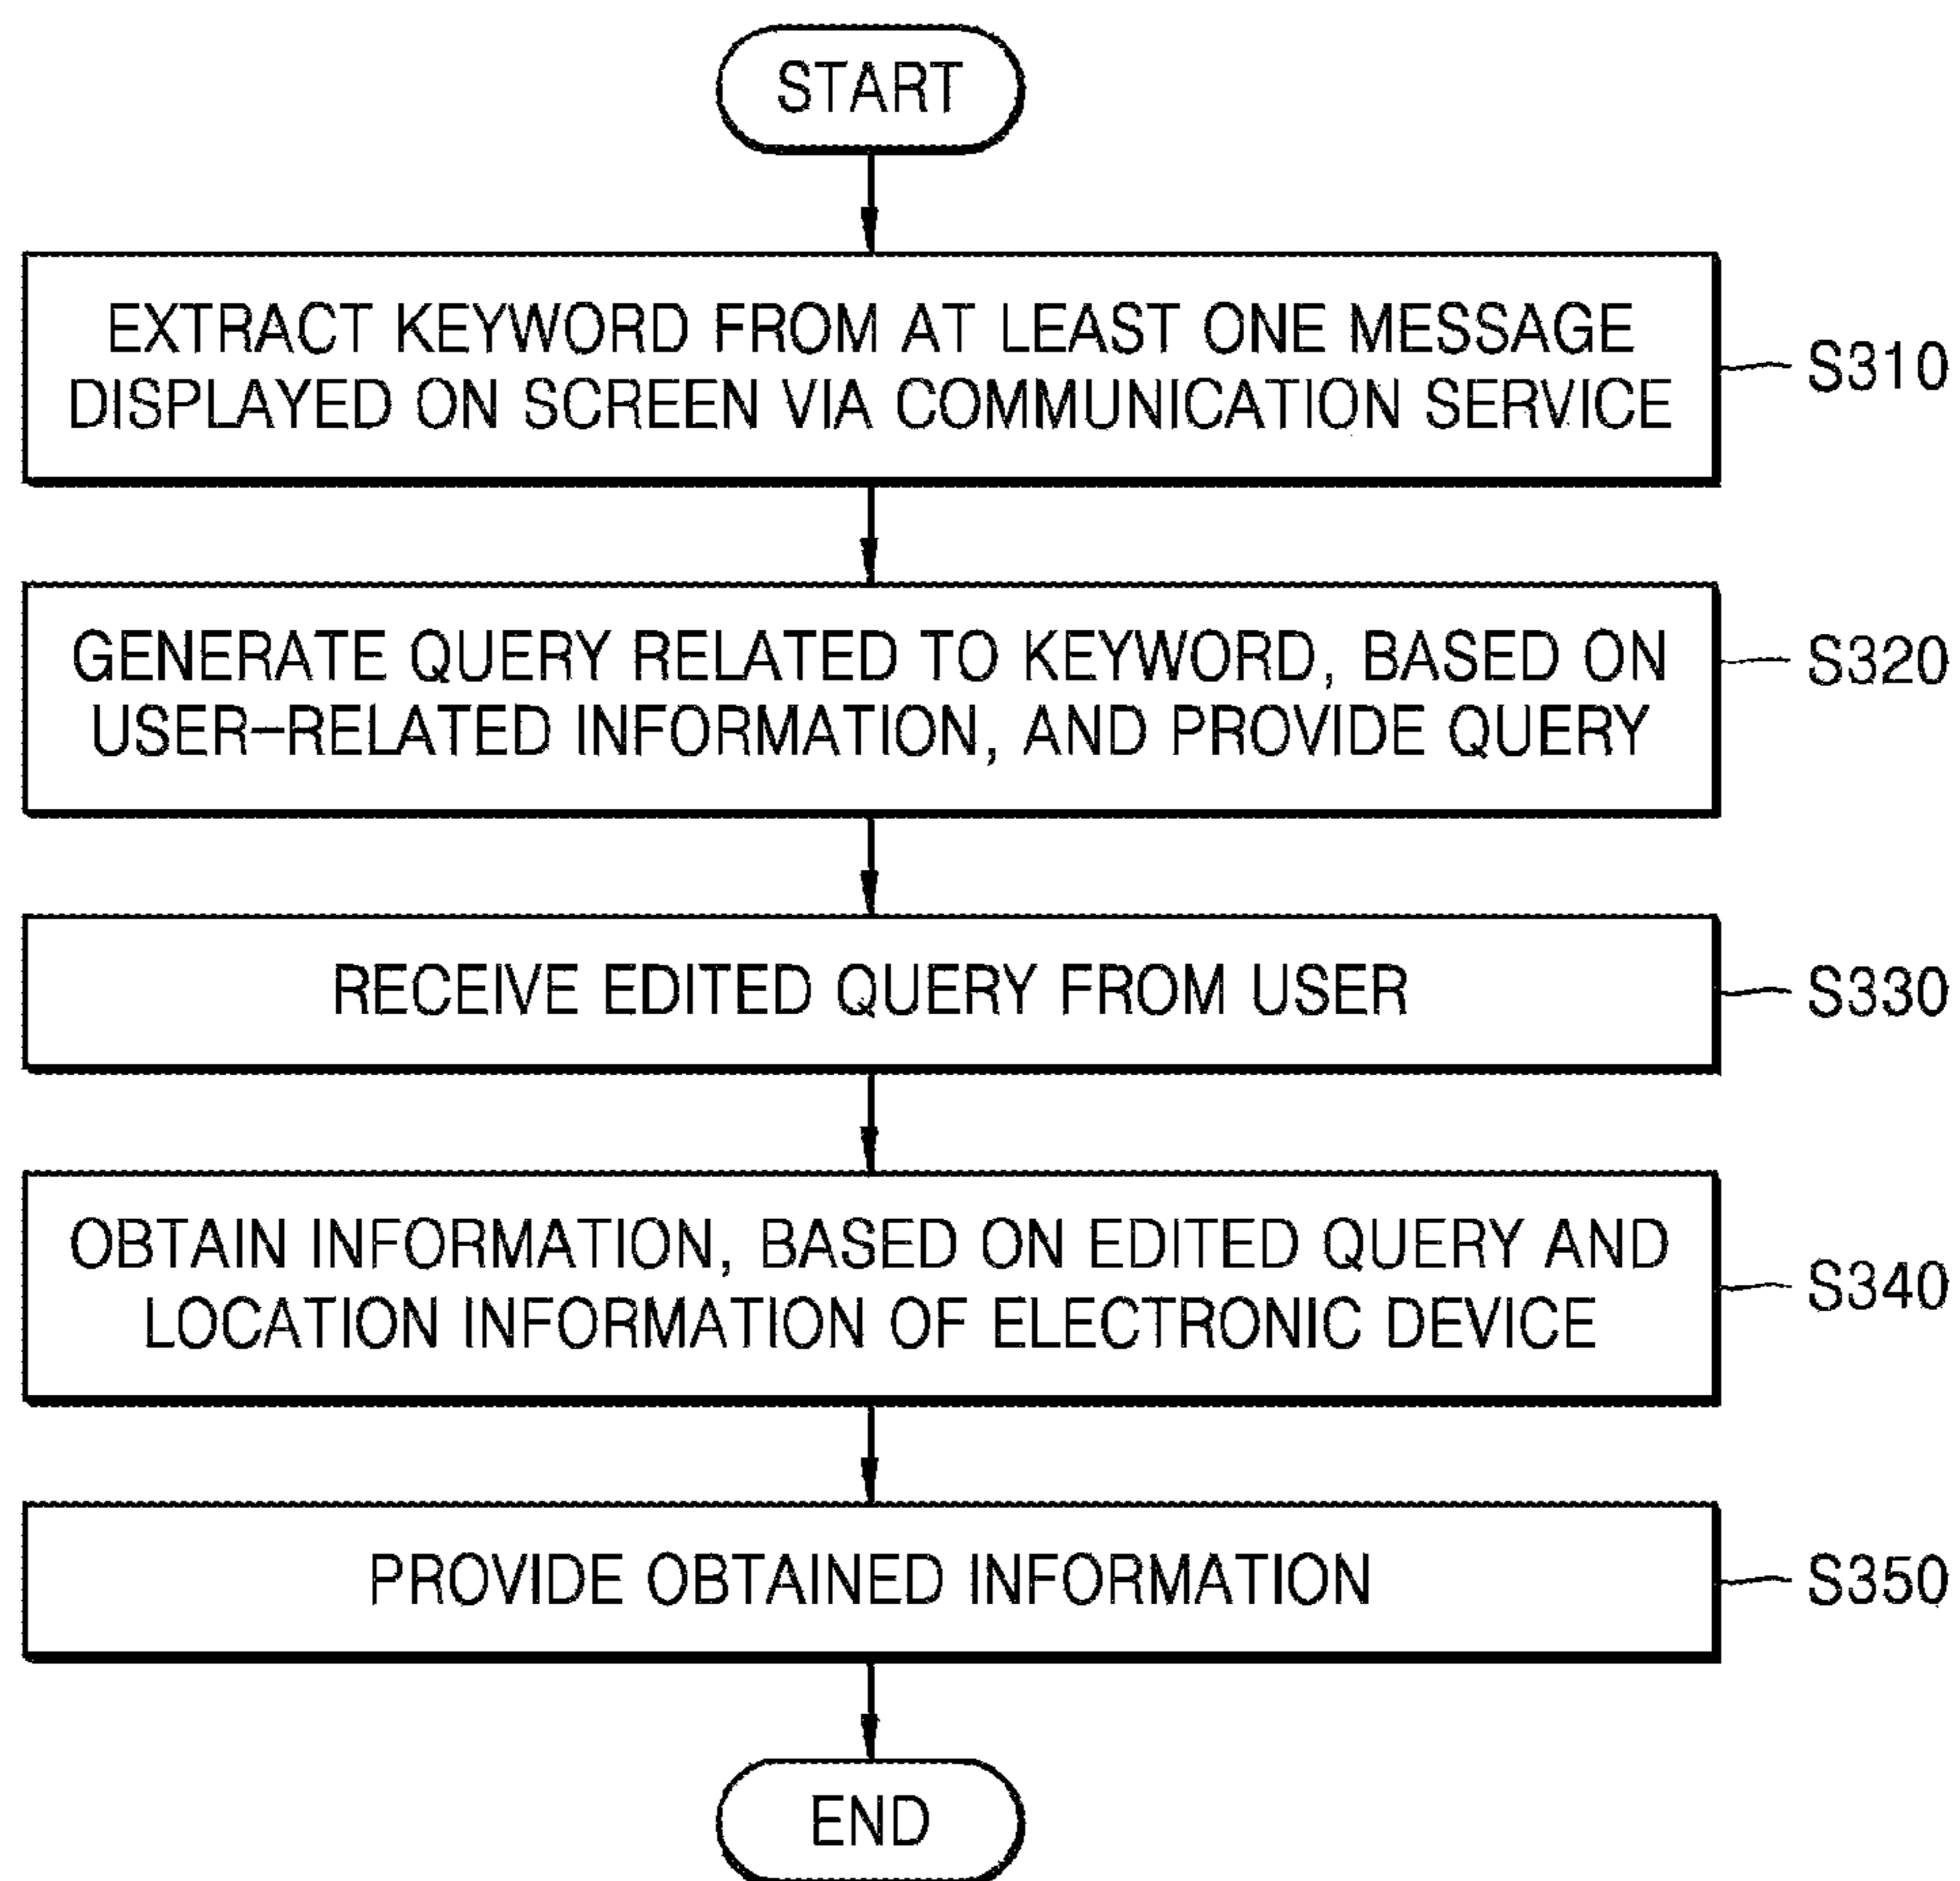 START
EXTRACT KEYWORD FROM AT LEAST ONE MESSAGE
DISPLAYED ON SCREEN VIA COMMUNICATION SERVICE
S310
GENERATE QUERY RELATED TO KEYWORD, BASED ON
USER-RELATED INFORMATION, AND PROVIDE QUERY
S320
RECEIVE EDITED QUERY FROM USER
S330
OBTAIN INFORMATION, BASED ON EDITED QUERY AND
LOCATION INFORMATION OF ELECTRONIC DEVICE
S340
PROVIDE OBTAINED INFORMATION
S350
END